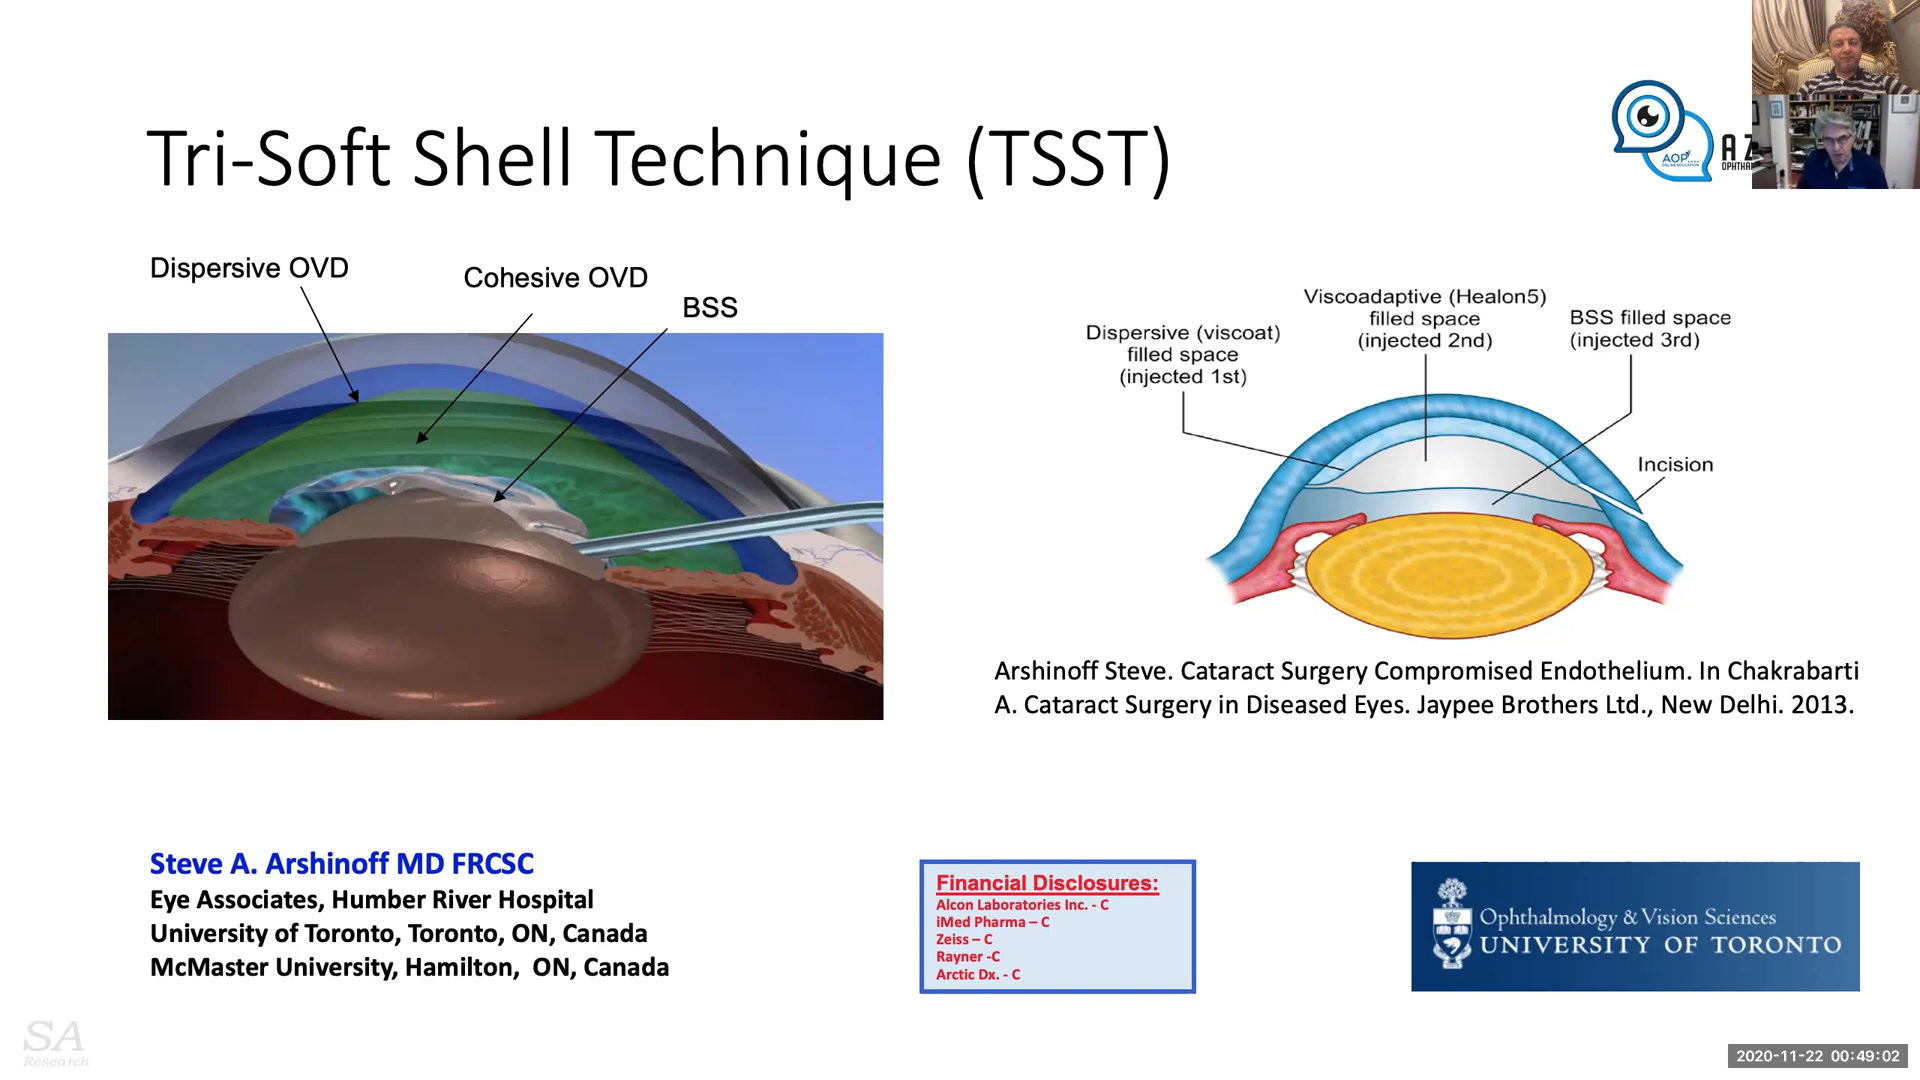 Tri-Soft Shell Technique (TSST)
AOP
ONLINE EDUCATION
AZ
Dispersive OVD
Cohesive OVD
BSS
Viscoadaptive (Healon5)
filled space
(injected 2nd)
Dispersive (viscoat)
filled space
(injected 1st)
BSS filled space
(injected 3rd)
Incision
Arshinoff Steve. Cataract Surgery Compromised Endothelium. In Chakrabarti
A. Cataract Surgery in Diseased Eyes. Jaypee Brothers Ltd., New Delhi. 2013.
Steve A. Arshinoff MD FRCSC
Eye Associates, Humber River Hospital
University of Toronto, Toronto, ON, Canada
McMaster University, Hamilton, ON, Canada
Financial Disclosures:
Alcon Laboratories Inc. - C
iMed Pharma – C
Zeiss – C
Rayner -C
Arctic Dx. - C
Ophthalmology & Vision Sciences
UNIVERSITY OF TORONTO
SA
Research
2020-11-22 00:49:02